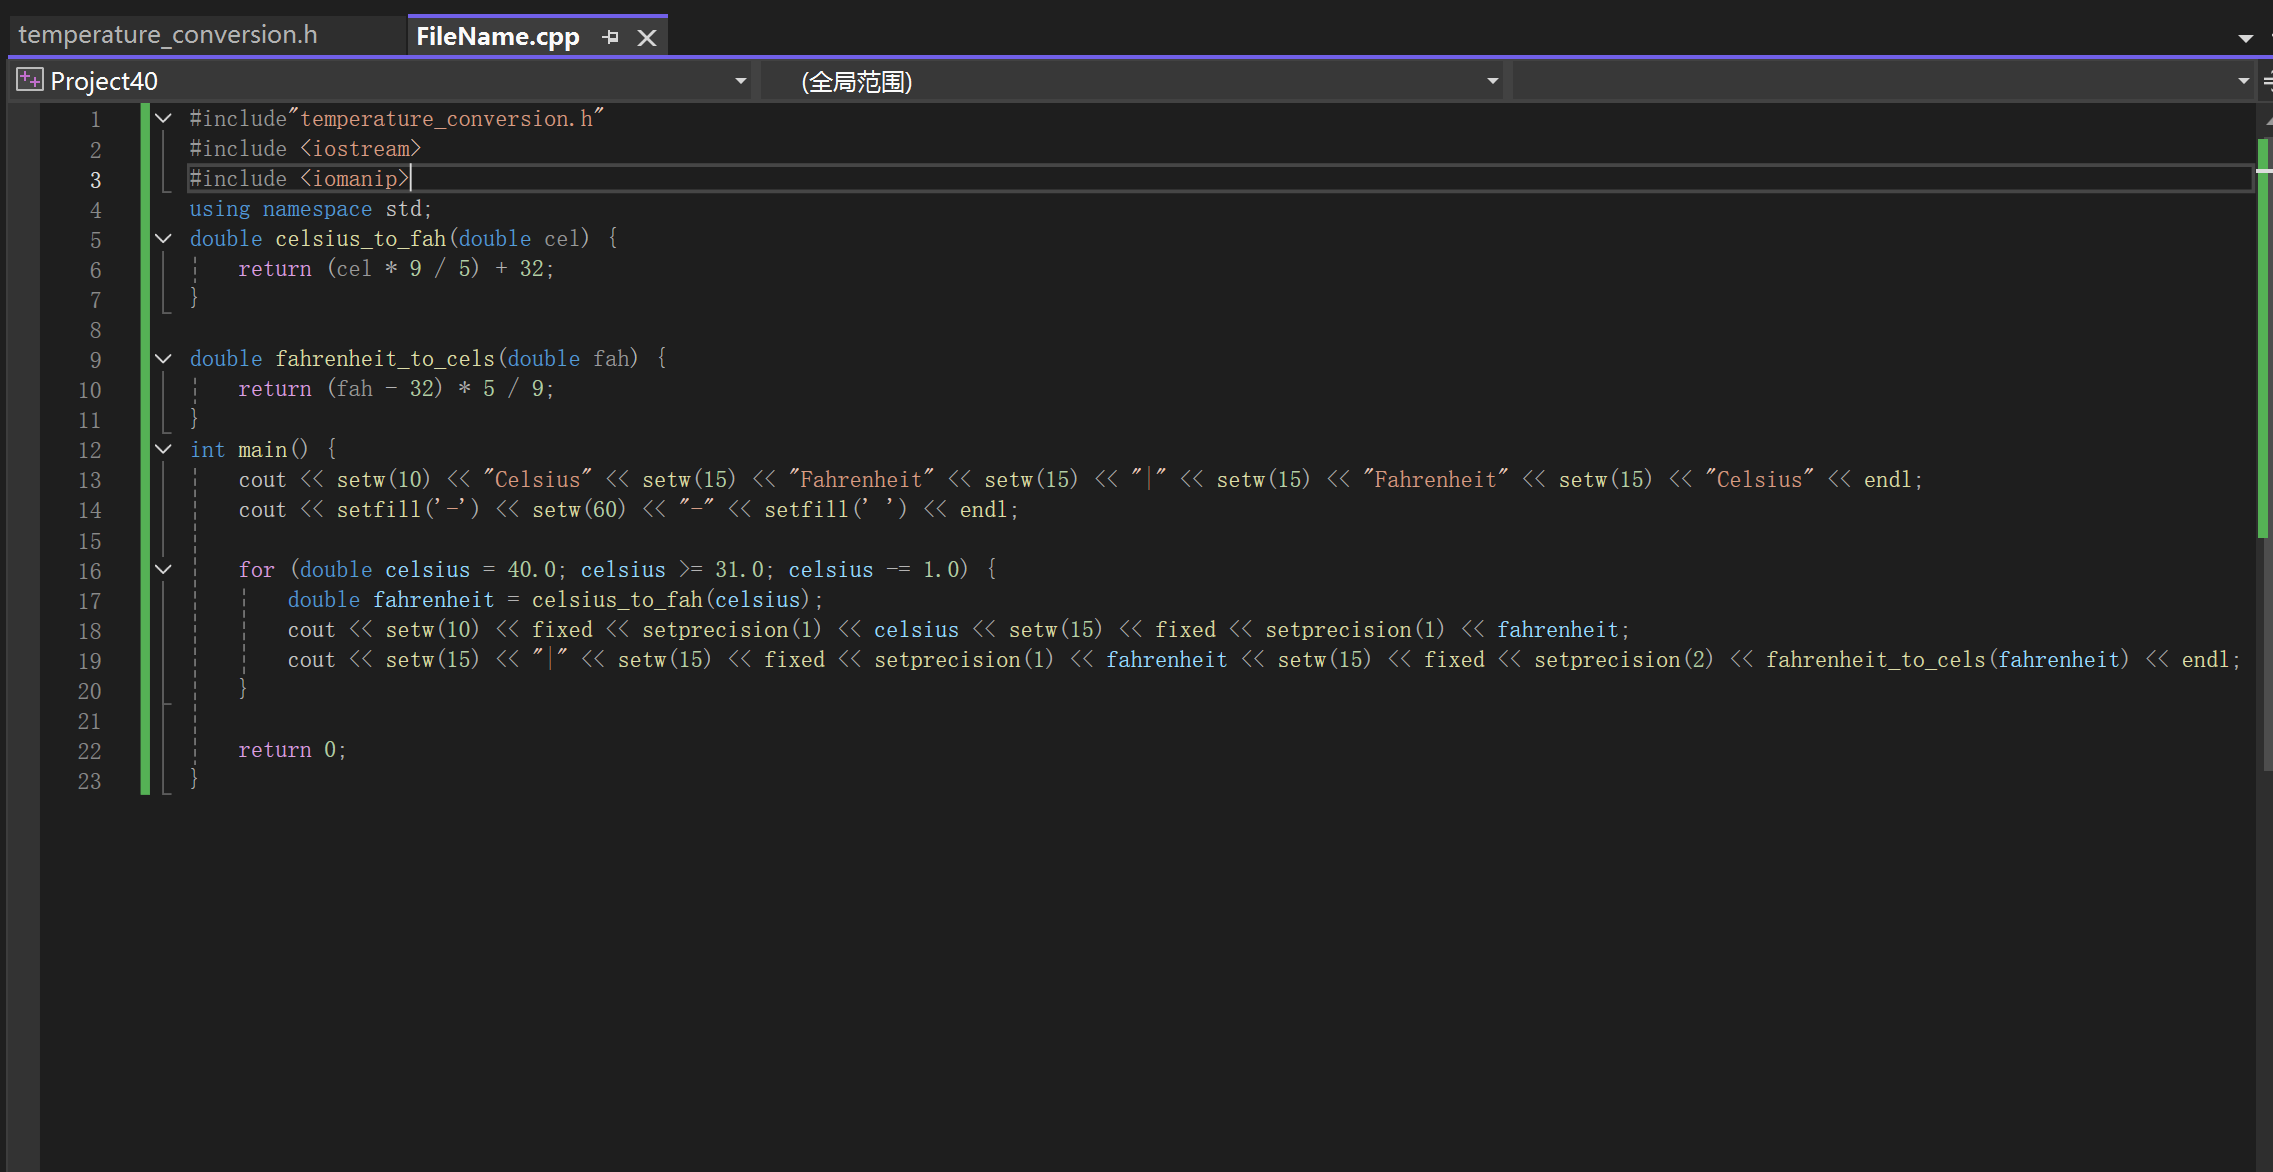 temperature_conversion.h
FileName.cpp
Project40
(全局范围)
1 #include"temperature_conversion.h"
2 #include <iostream>
3 #include <iomanip>
4 using namespace std;
5 double celsius_to_fah(double cel) {
6     return (cel * 9 / 5) + 32;
7 }
8
9 double fahrenheit_to_cels(double fah) {
10     return (fah - 32) * 5 / 9;
11 }
12 int main() {
13     cout << setw(10) << "Celsius" << setw(15) << "Fahrenheit" << setw(15) << "|" << setw(15) << "Fahrenheit" << setw(15) << "Celsius" << endl;
14     cout << setfill('-') << setw(60) << "-" << setfill(' ') << endl;
15
16     for (double celsius = 40.0; celsius >= 31.0; celsius -= 1.0) {
17         double fahrenheit = celsius_to_fah(celsius);
18         cout << setw(10) << fixed << setprecision(1) << celsius << setw(15) << fixed << setprecision(1) << fahrenheit;
19         cout << setw(15) << "|" << setw(15) << fixed << setprecision(1) << fahrenheit << setw(15) << fixed << setprecision(2) << fahrenheit_to_cels(fahrenheit) << endl;
20     }
21
22     return 0;
23 }